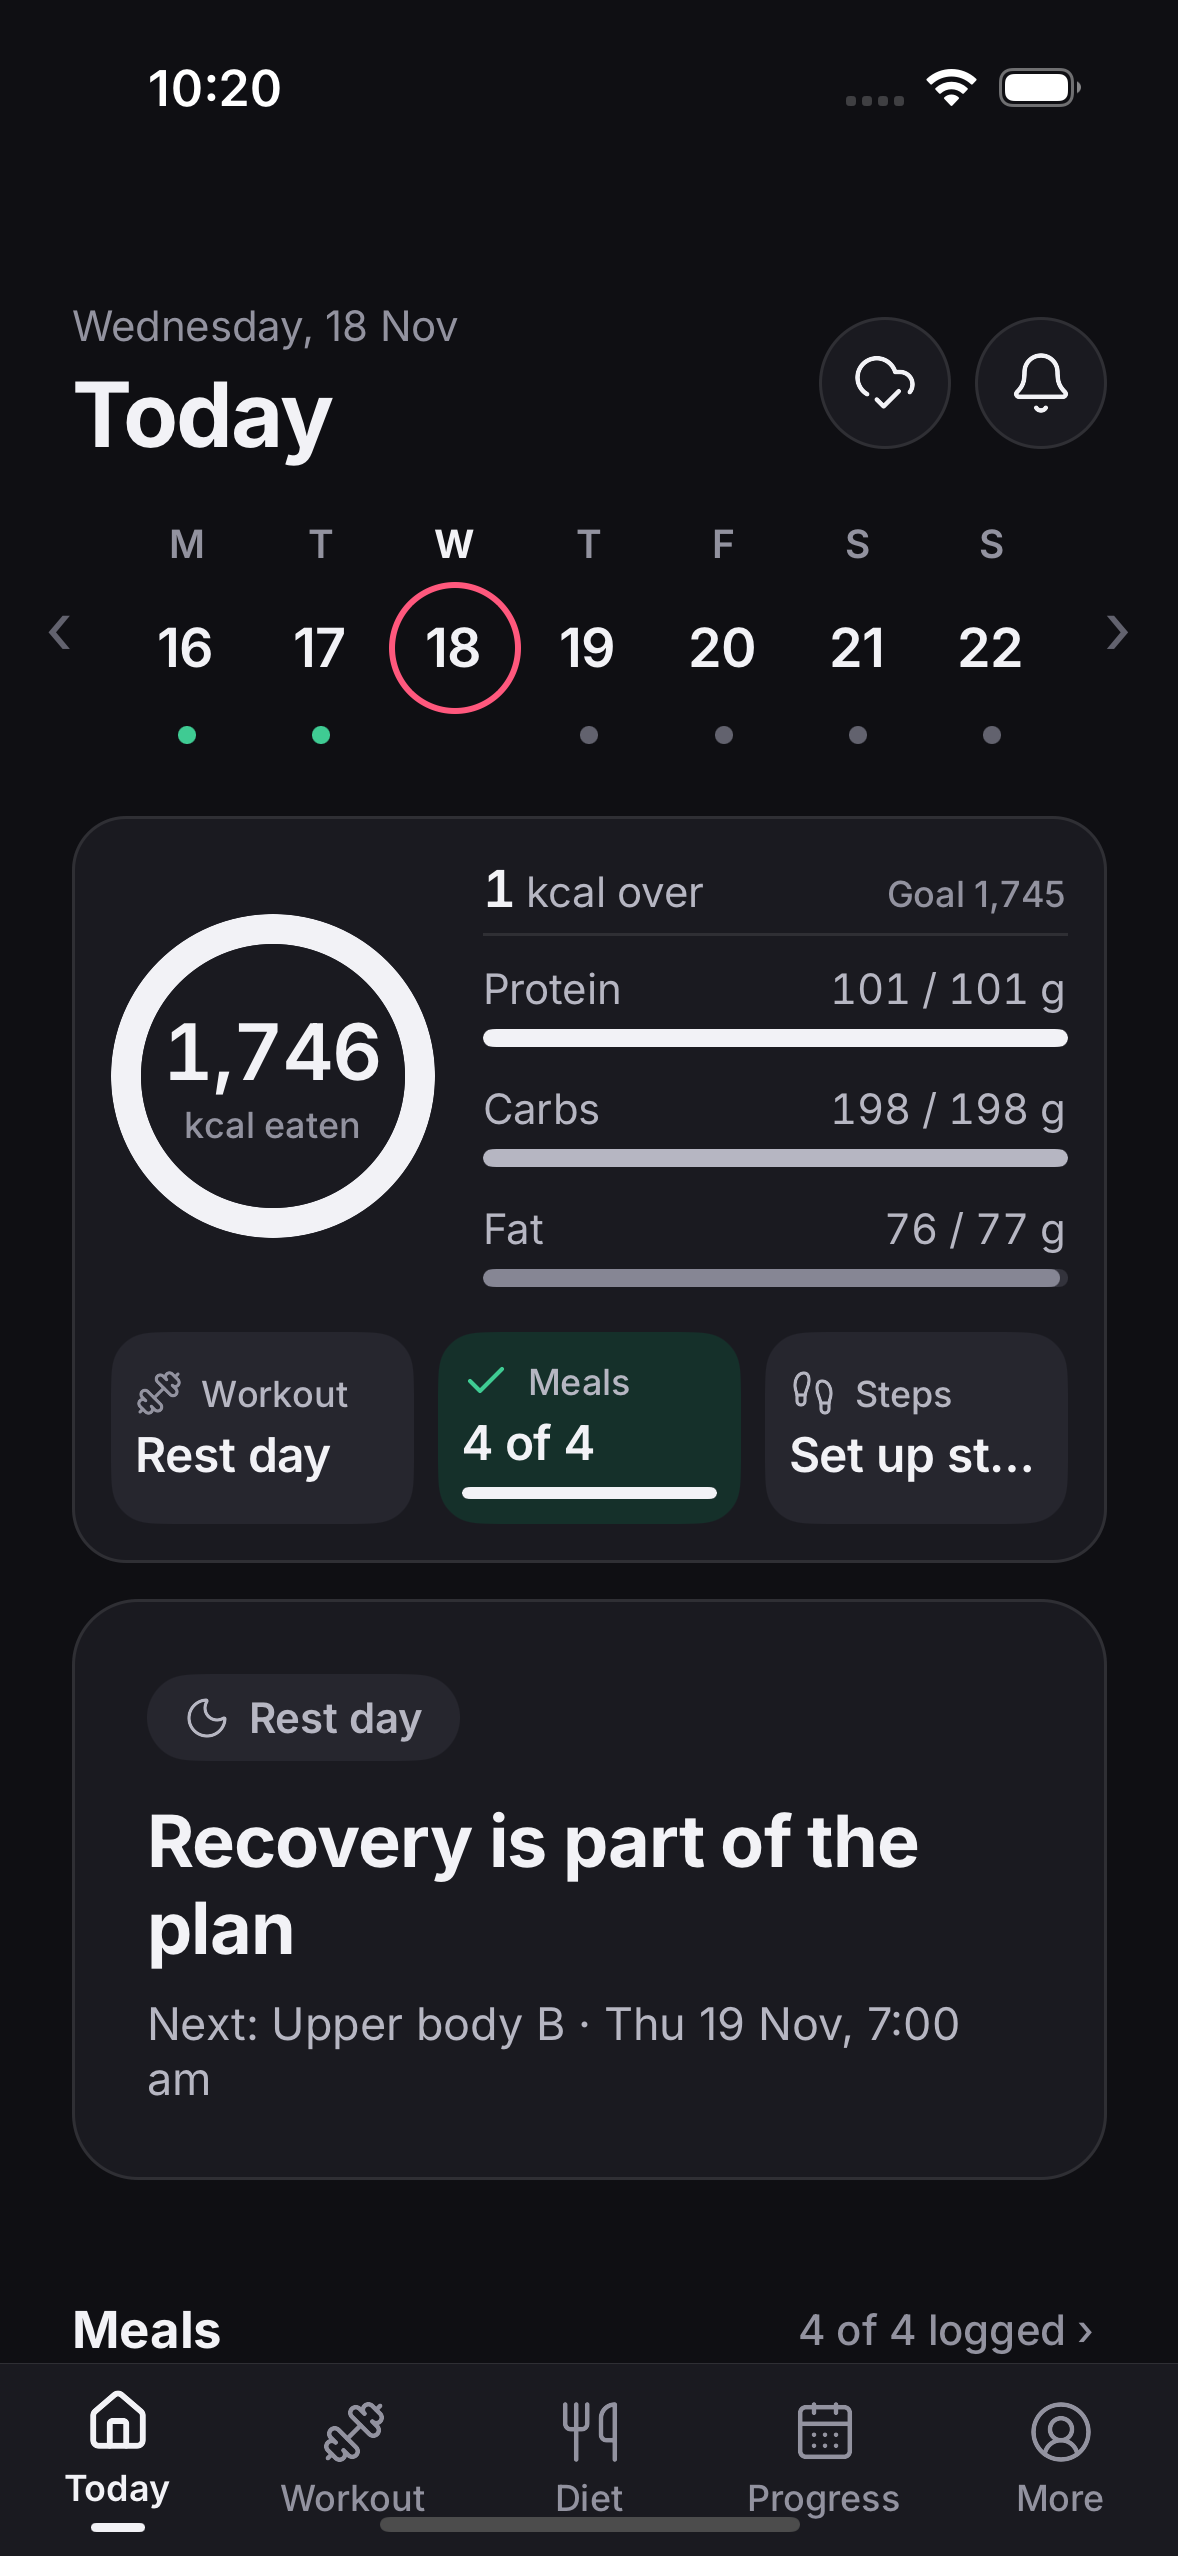 10:20
Wednesday, 18 Nov
Today
M T W T F S S
‹ 16 17 18 19 20 21 22 ›
1 kcal over Goal 1,745
1,746
kcal eaten
Protein 101 / 101 g
Carbs 198 / 198 g
Fat 76 / 77 g
Workout
Rest day
Meals
4 of 4
Steps
Set up st...
Rest day
Recovery is part of the
plan
Next: Upper body B · Thu 19 Nov, 7:00
am
Meals 4 of 4 logged ›
Today Workout Diet Progress More